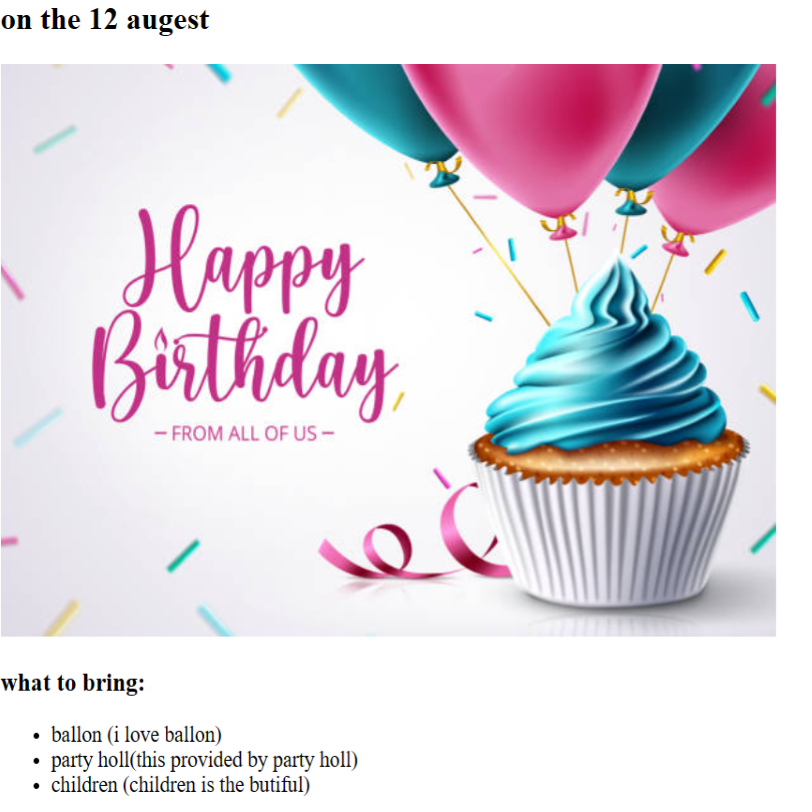 on the 12 augest
Happy
Birthday
– FROM ALL OF US –
what to bring:
• ballon (i love ballon)
• party holl(this provided by party holl)
• children (children is the butiful)